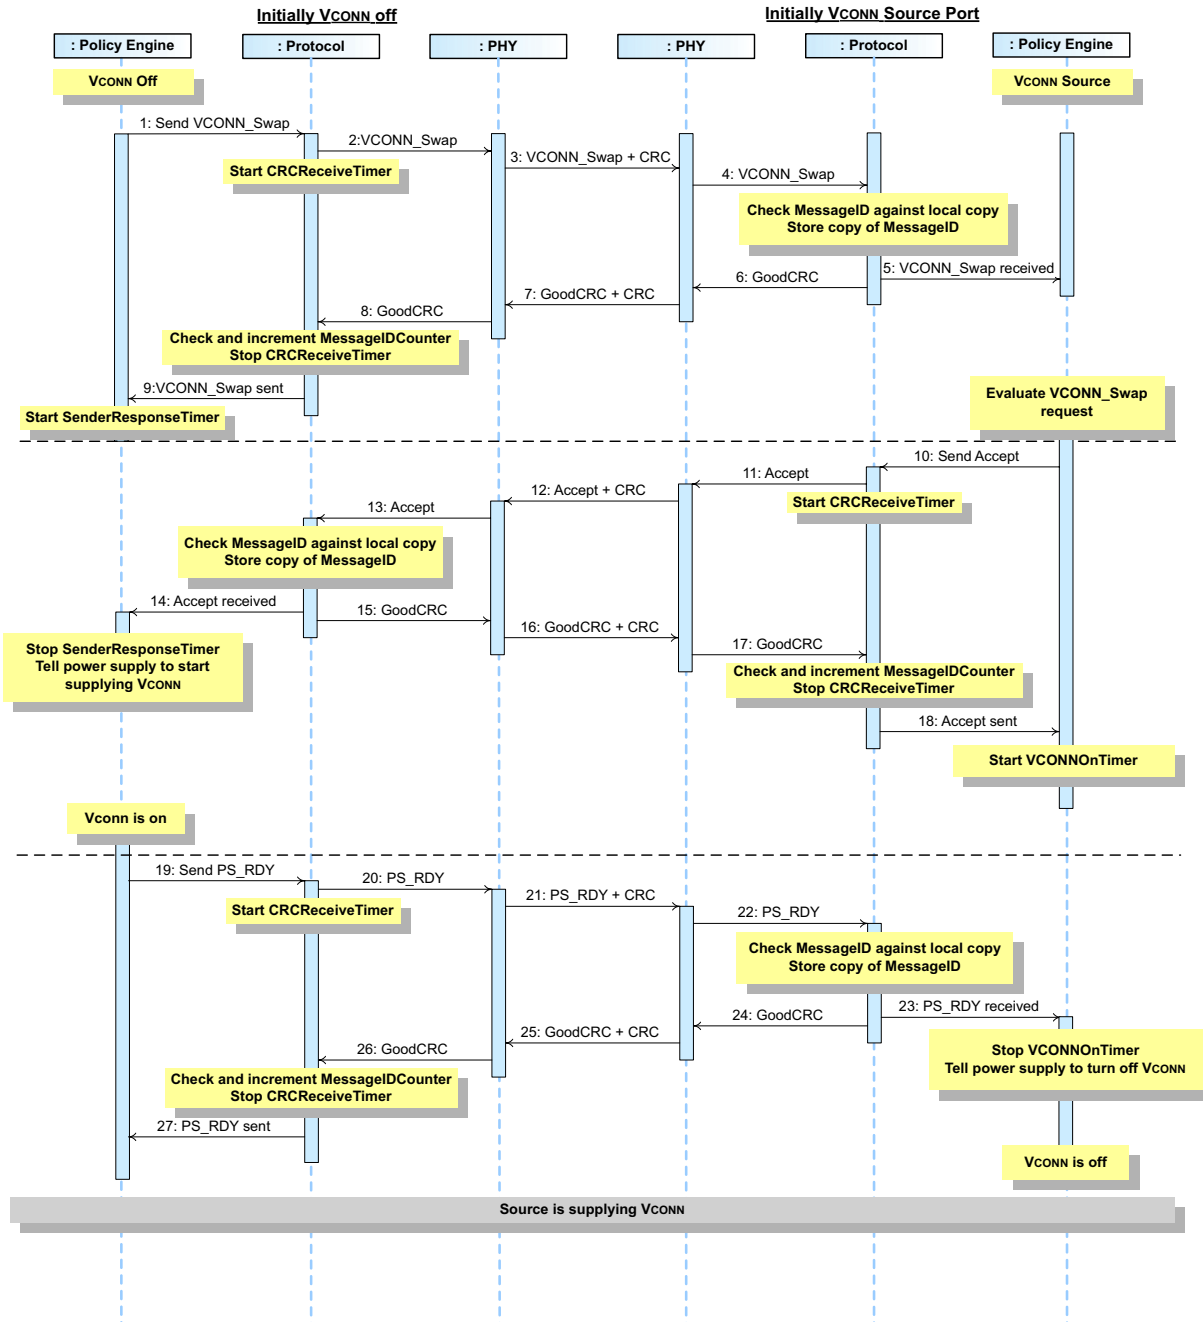 Initially VCONN off
Initially VCONN Source Port
: Policy Engine
: Protocol
: PHY
: PHY
: Protocol
: Policy Engine
VCONN Off
VCONN Source
1: Send VCONN_Swap
2:VCONN_Swap
3: VCONN_Swap + CRC
Start CRCReceiveTimer
4: VCONN_Swap
Check MessageID against local copy
Store copy of MessageID
5: VCONN_Swap received
6: GoodCRC
7: GoodCRC + CRC
8: GoodCRC
Check and increment MessageIDCounter
Stop CRCReceiveTimer
9:VCONN_Swap sent
Start SenderResponseTimer
Evaluate VCONN_Swap
request
10: Send Accept
11: Accept
Start CRCReceiveTimer
12: Accept + CRC
13: Accept
Check MessageID against local copy
Store copy of MessageID
14: Accept received
15: GoodCRC
16: GoodCRC + CRC
17: GoodCRC
Stop SenderResponseTimer
Tell power supply to start
supplying VCONN
Check and increment MessageIDCounter
Stop CRCReceiveTimer
18: Accept sent
Start VCONNOnTimer
Vconn is on
19: Send PS_RDY
20: PS_RDY
21: PS_RDY + CRC
Start CRCReceiveTimer
22: PS_RDY
Check MessageID against local copy
Store copy of MessageID
23: PS_RDY received
24: GoodCRC
25: GoodCRC + CRC
26: GoodCRC
Stop VCONNOnTimer
Tell power supply to turn off VCONN
Check and increment MessageIDCounter
Stop CRCReceiveTimer
27: PS_RDY sent
VCONN is off
Source is supplying VCONN